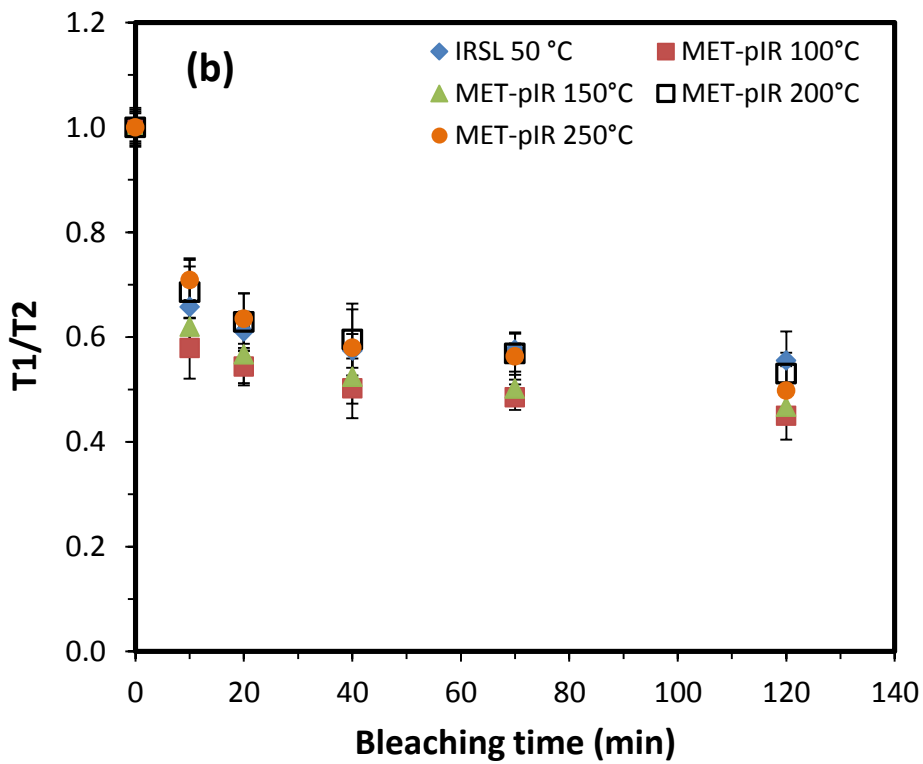 1.2
(b)
IRSL 50 °C
MET-pIR 100°C
MET-pIR 150°C
MET-pIR 200°C
MET-pIR 250°C
1.0
0.8
0.6
0.4
0.2
0.0
T1/T2
0 20 40 60 80 100 120 140
Bleaching time (min)